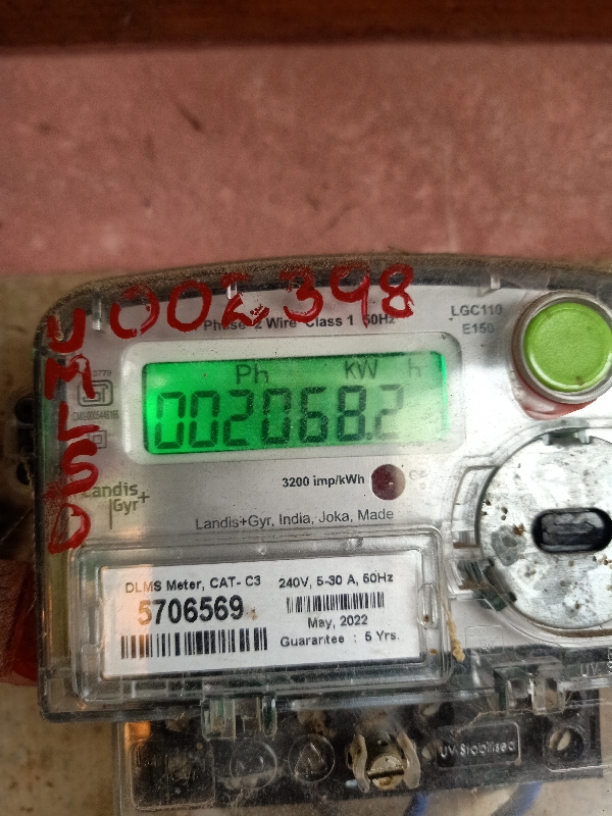 U002398
UMLSD
Phase 2 Wire Class 1 50Hz
LGC110
E150
Ph KW h
002068.2
3200 imp/kWh
Landis
|Gyr+
Landis+Gyr, India, Joka, Made
DLMS Meter, CAT- C3 240V, 5-30 A, 50Hz
5706569
May, 2022
Guarantee : 5 Yrs.
UV Stabilised